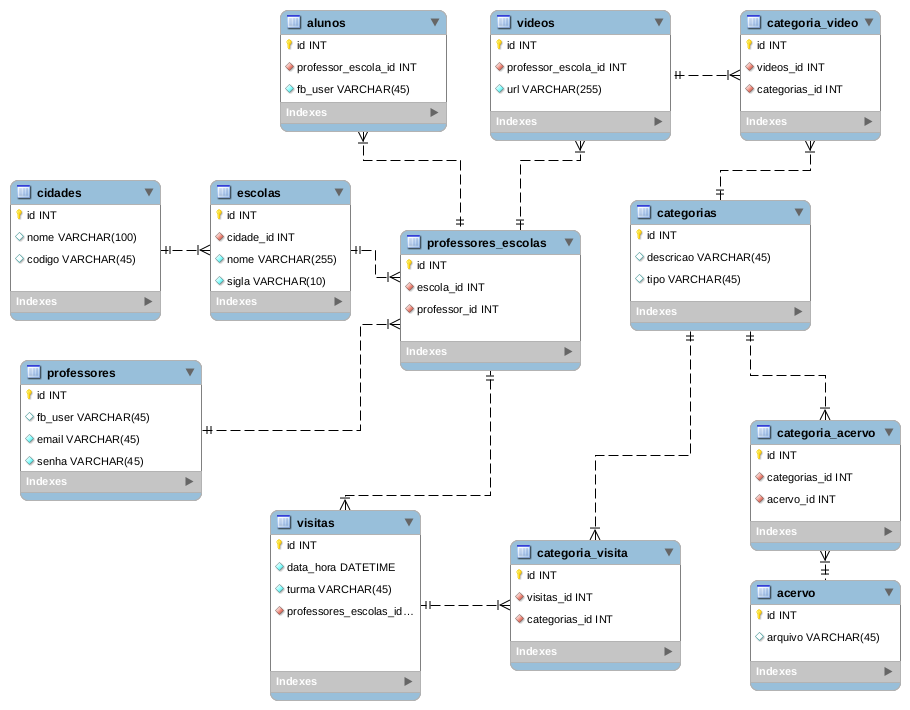 alunos
id INT
professor_escola_id INT
fb_user VARCHAR(45)
Indexes
videos
id INT
professor_escola_id INT
url VARCHAR(255)
Indexes
categoria_video
id INT
videos_id INT
categorias_id INT
Indexes
cidades
id INT
nome VARCHAR(100)
codigo VARCHAR(45)
Indexes
escolas
id INT
cidade_id INT
nome VARCHAR(255)
sigla VARCHAR(10)
Indexes
professores_escolas
id INT
escola_id INT
professor_id INT
Indexes
categorias
id INT
descricao VARCHAR(45)
tipo VARCHAR(45)
Indexes
professores
id INT
fb_user VARCHAR(45)
email VARCHAR(45)
senha VARCHAR(45)
Indexes
visitas
id INT
data_hora DATETIME
turma VARCHAR(45)
professores_escolas_id...
Indexes
categoria_visita
id INT
visitas_id INT
categorias_id INT
Indexes
categoria_acervo
id INT
categorias_id INT
acervo_id INT
Indexes
acervo
id INT
arquivo VARCHAR(45)
Indexes